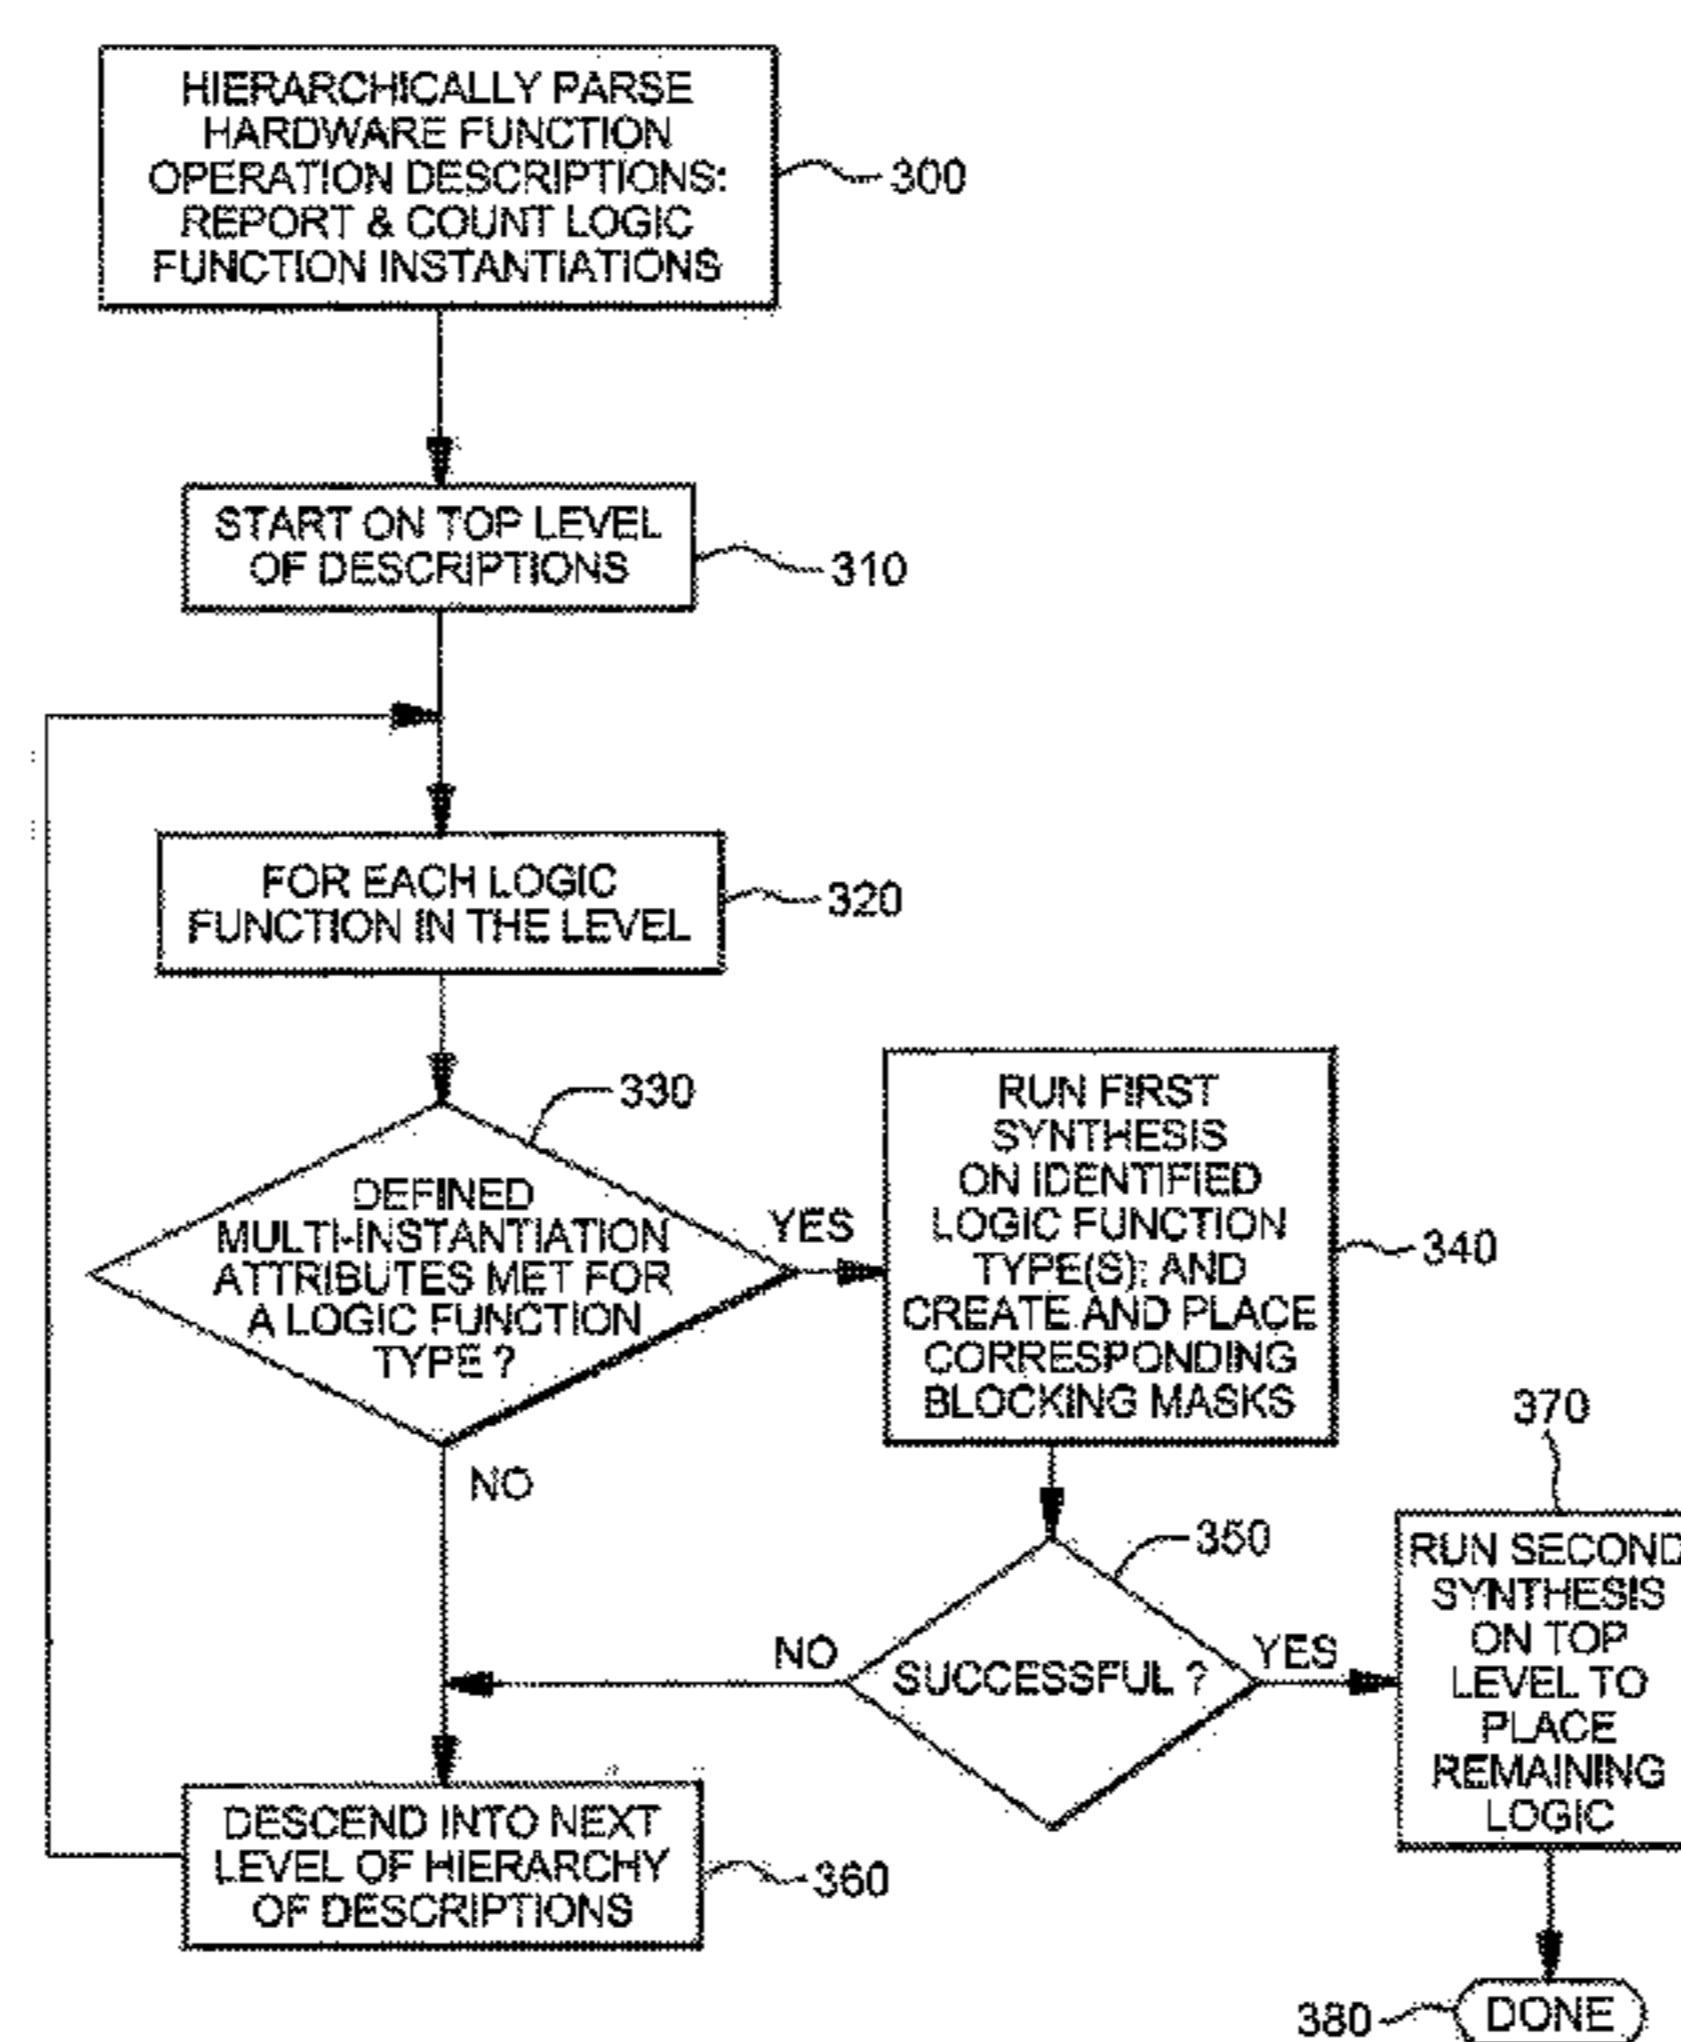 HIERARCHICALLY PARSE
HARDWARE FUNCTION
OPERATION DESCRIPTIONS:
REPORT & COUNT LOGIC
FUNCTION INSTANTIATIONS
300
START ON TOP LEVEL
OF DESCRIPTIONS
310
FOR EACH LOGIC
FUNCTION IN THE LEVEL
320
330
DEFINED
MULTI-INSTANTIATION
ATTRIBUTES MET FOR
A LOGIC FUNCTION
TYPE ?
YES
NO
RUN FIRST
SYNTHESIS
ON IDENTIFIED
LOGIC FUNCTION
TYPE(S); AND
CREATE AND PLACE
CORRESPONDING
BLOCKING MASKS
340
350
SUCCESSFUL ?
NO
YES
370
RUN SECOND
SYNTHESIS
ON TOP
LEVEL TO
PLACE
REMAINING
LOGIC
DESCEND INTO NEXT
LEVEL OF HIERARCHY
OF DESCRIPTIONS
360
380
DONE